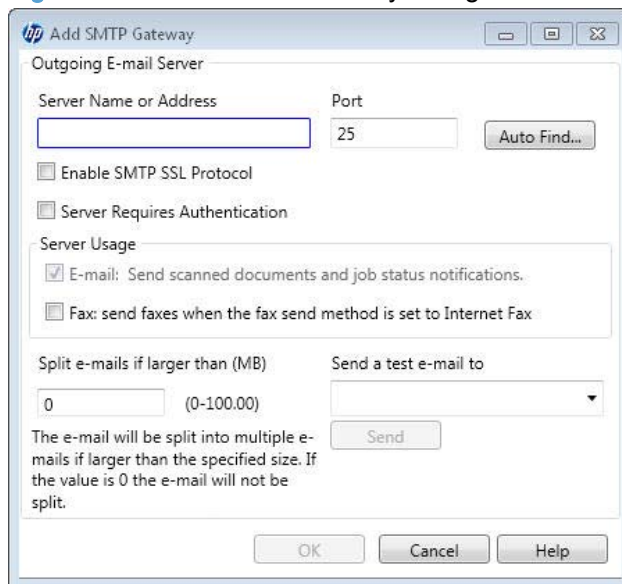 hp Add SMTP Gateway
Outgoing E-mail Server
Server Name or Address Port
25 Auto Find...
Enable SMTP SSL Protocol
Server Requires Authentication
Server Usage
E-mail: Send scanned documents and job status notifications.
Fax: send faxes when the fax send method is set to Internet Fax
Split e-mails if larger than (MB) Send a test e-mail to
0 (0-100.00)
The e-mail will be split into multiple e-
mails if larger than the specified size. If
the value is 0 the e-mail will not be
split.
Send
OK Cancel Help